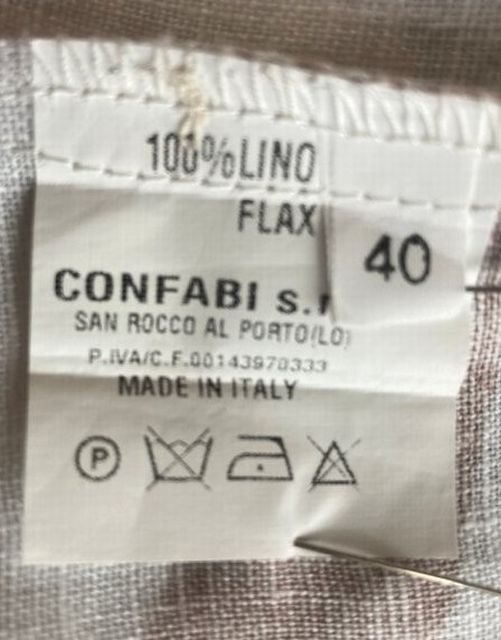 100%LINO
FLAX
40
CONFABI s.r
SAN ROCCO AL PORTO(LO)
P.IVA/C.F.00143970333
MADE IN ITALY
P